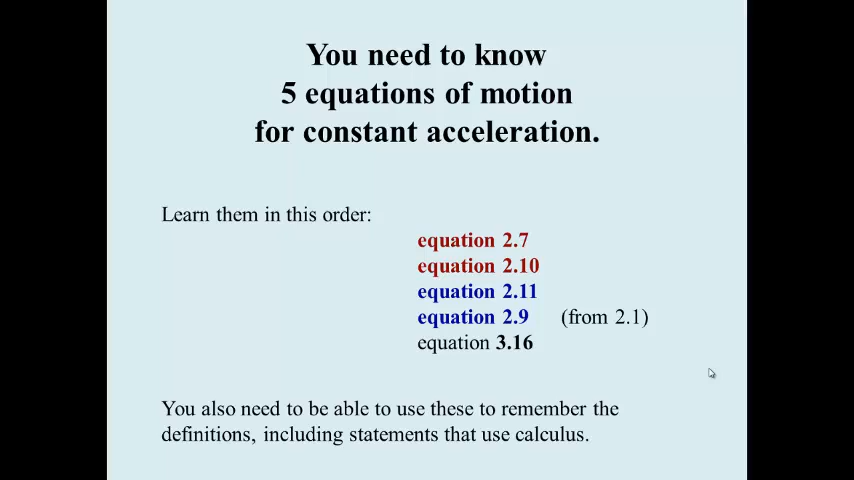 You need to know
5 equations of motion
for constant acceleration.
Learn them in this order:
equation 2.7
equation 2.10
equation 2.11
equation 2.9 (from 2.1)
equation 3.16
You also need to be able to use these to remember the
definitions, including statements that use calculus.